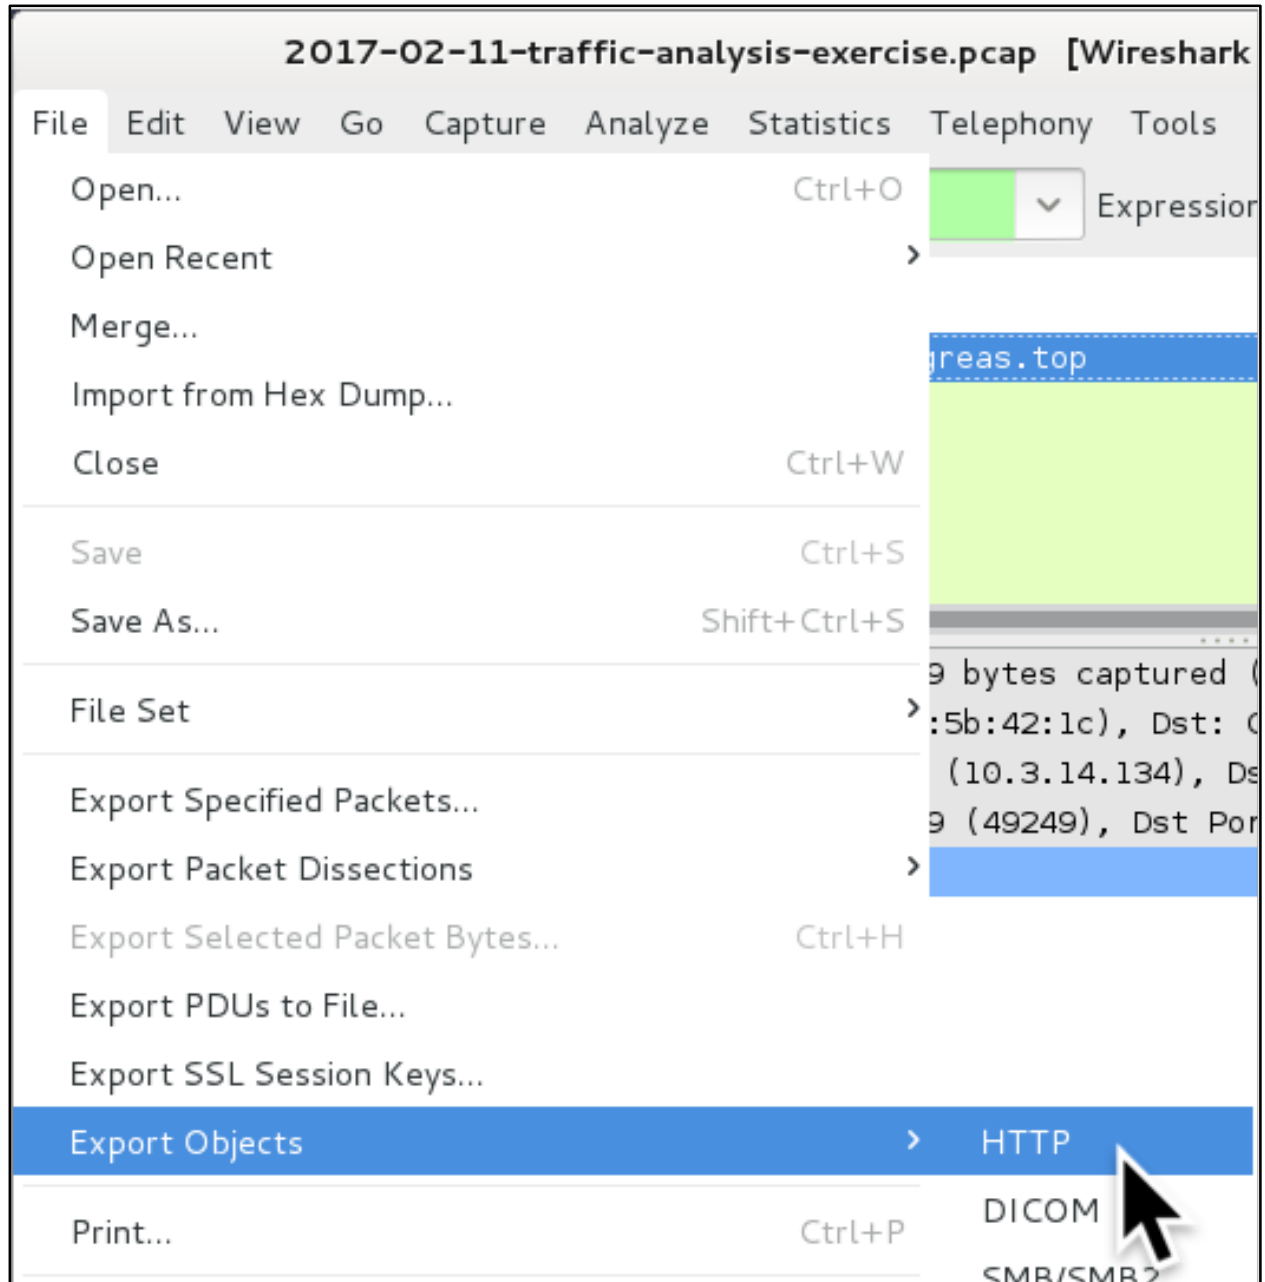 2017-02-11-traffic-analysis-exercise.pcap [Wireshark
File Edit View Go Capture Analyze Statistics Telephony Tools
Open... Ctrl+O
Expression
Open Recent
Merge...
greas.top
Import from Hex Dump...
Close Ctrl+W
Save Ctrl+S
Save As... Shift+Ctrl+S
9 bytes captured (
File Set
:5b:42:1c), Dst:
(10.3.14.134), Ds
Export Specified Packets...
9 (49249), Dst Por
Export Packet Dissections
Export Selected Packet Bytes... Ctrl+H
Export PDUs to File...
Export SSL Session Keys...
Export Objects HTTP
DICOM
Print... Ctrl+P
SMB/SMB2